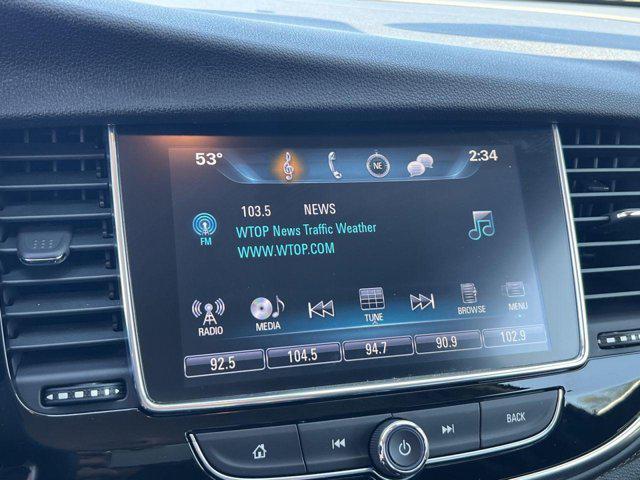 53° NE 2:34
103.5 NEWS
FM WTOP News Traffic Weather
WWW.WTOP.COM
RADIO MEDIA TUNE BROWSE MENU
92.5 104.5 94.7 90.9 102.9
BACK